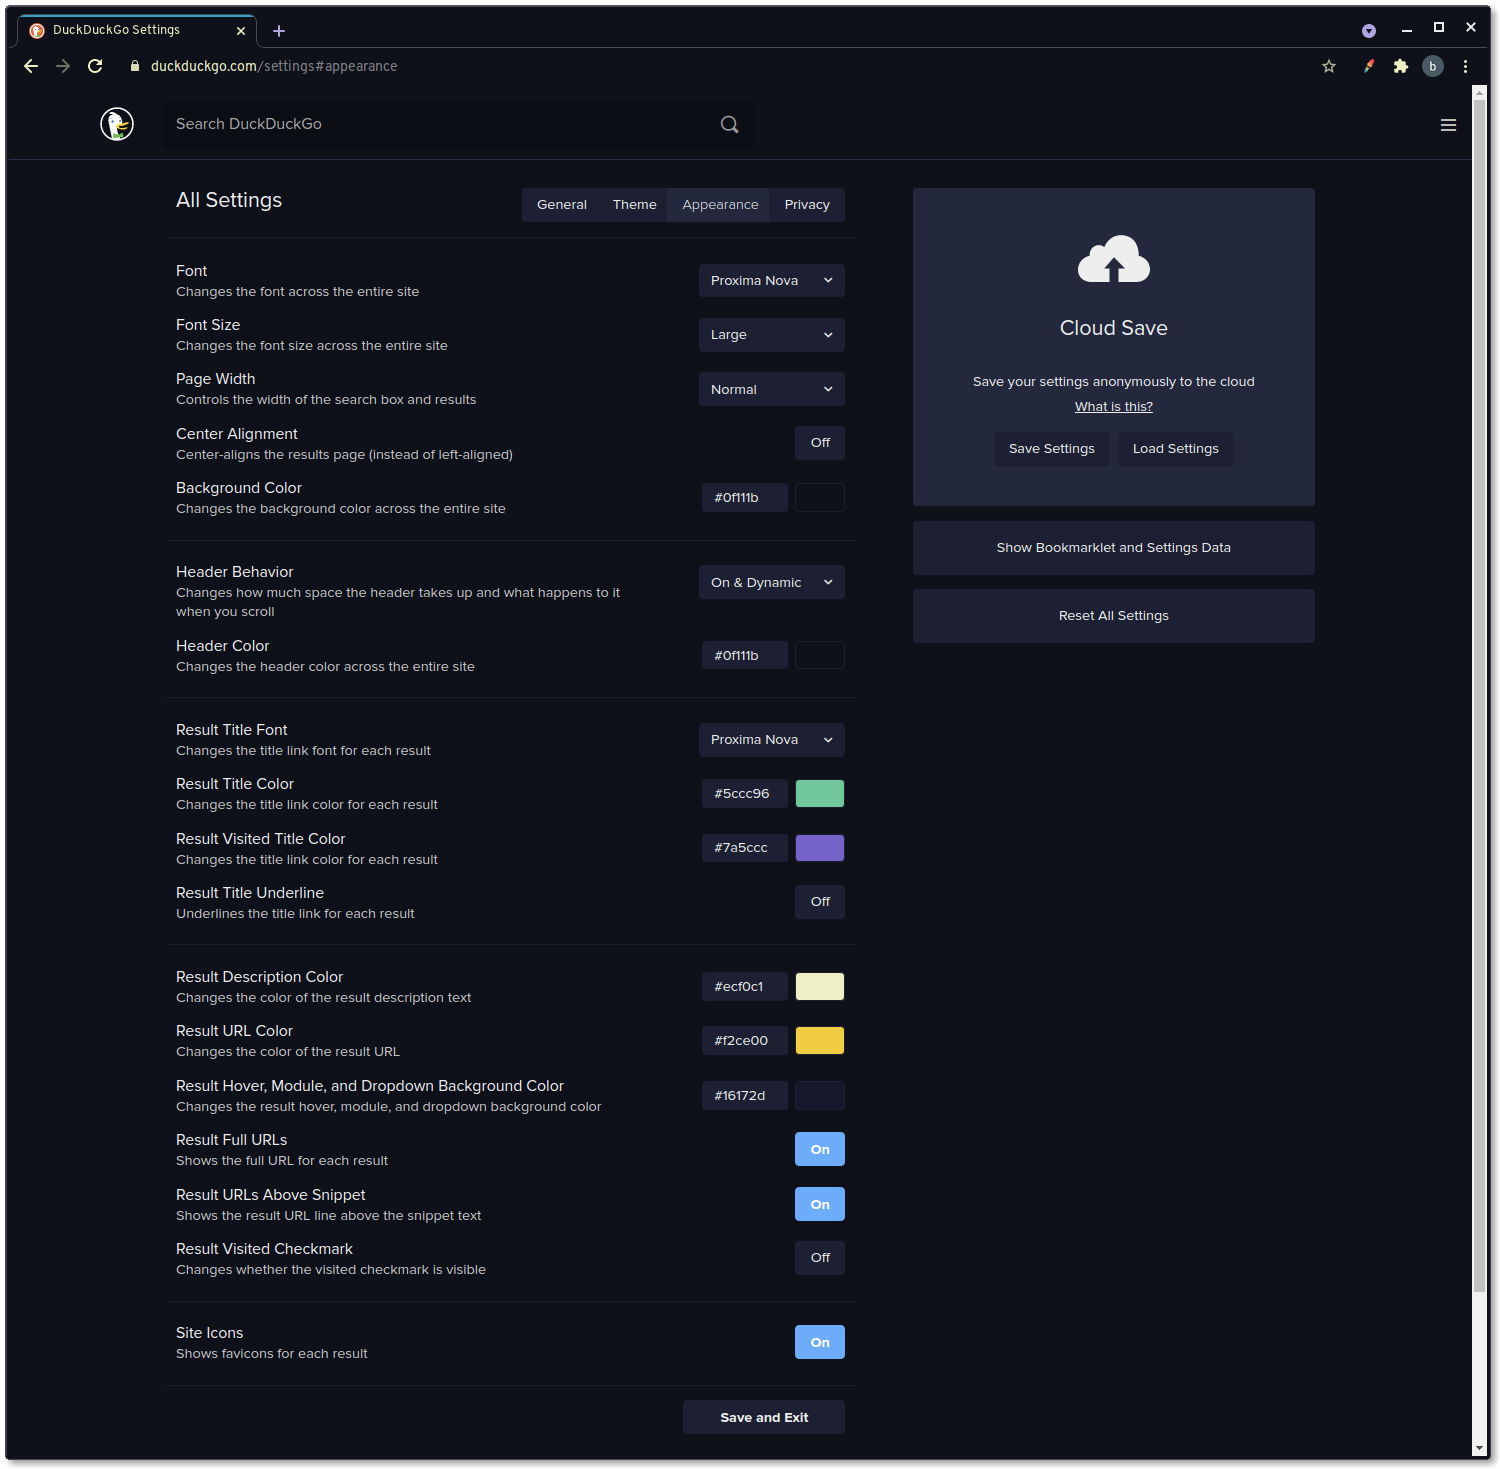 DuckDuckGo Settings
duckduckgo.com/settings#appearance
b
Search DuckDuckGo
All Settings
General Theme Appearance Privacy
Font
Changes the font across the entire site
Proxima Nova
Font Size
Changes the font size across the entire site
Large
Page Width
Controls the width of the search box and results
Normal
Center Alignment
Center-aligns the results page (instead of left-aligned)
Off
Background Color
Changes the background color across the entire site
#0f111b
Header Behavior
Changes how much space the header takes up and what happens to it
when you scroll
On & Dynamic
Header Color
Changes the header color across the entire site
#0f111b
Result Title Font
Changes the title link font for each result
Proxima Nova
Result Title Color
Changes the title link color for each result
#5ccc96
Result Visited Title Color
Changes the title link color for each result
#7a5ccc
Result Title Underline
Underlines the title link for each result
Off
Result Description Color
Changes the color of the result description text
#ecf0c1
Result URL Color
Changes the color of the result URL
#f2ce00
Result Hover, Module, and Dropdown Background Color
Changes the result hover, module, and dropdown background color
#16172d
Result Full URLs
Shows the full URL for each result
On
Result URLs Above Snippet
Shows the result URL line above the snippet text
On
Result Visited Checkmark
Changes whether the visited checkmark is visible
Off
Site Icons
Shows favicons for each result
On
Save and Exit
Cloud Save
Save your settings anonymously to the cloud
What is this?
Save Settings Load Settings
Show Bookmarklet and Settings Data
Reset All Settings